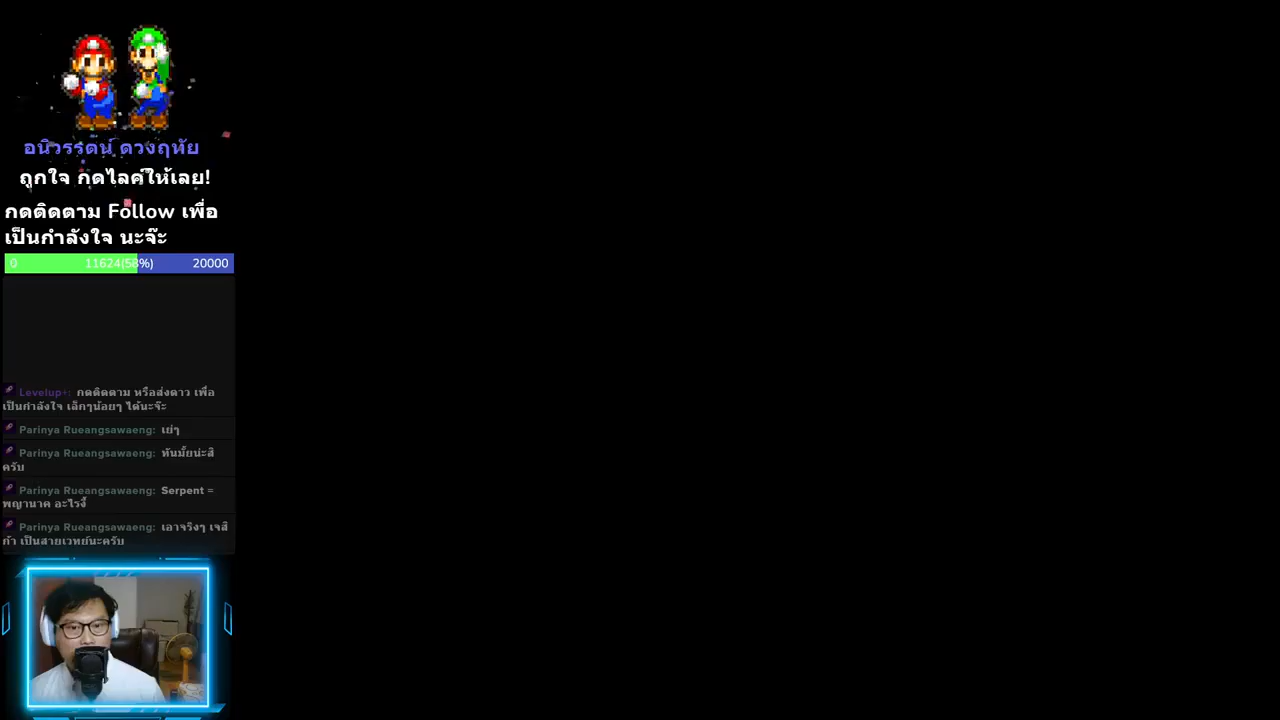 อนิวรรตน์ ดวงฤทัย
ถูกใจ กดไลค์ให้เลย!
กดติดตาม Follow เพื่อ
เป็นกำลังใจ นะจ๊ะ
0 11624(58%) 20000
Levelup+: กดติดตาม หรือส่งดาว เพื่อ
เป็นกำลังใจ เล็กๆน้อยๆ ได้นะจ๊ะ
Parinya Rueangsawaeng: เย่ๆ
Parinya Rueangsawaeng: ทันมั้ยน่ะสิ
ครับ
Parinya Rueangsawaeng: Serpent =
พญานาค อะไรงี้
Parinya Rueangsawaeng: เอาจริงๆ เจสิ
ก้า เป็นสายเวทย์นะครับ